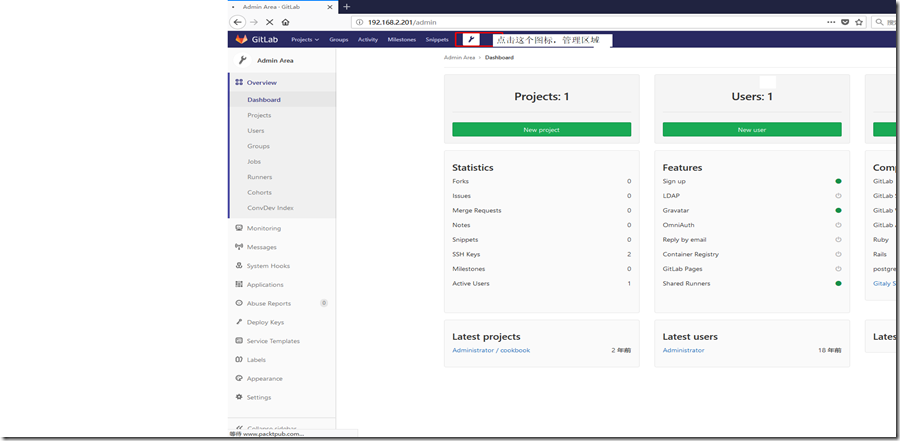 Admin Area - GitLab
192.168.2.201/admin
搜
GitLab Projects Groups Activity Milestones Snippets 点击这个图标，管理区域
Admin Area
Admin Area > Dashboard
Overview
Dashboard
Projects
Users
Groups
Jobs
Runners
Cohorts
ConvDev Index
Monitoring
Messages
System Hooks
Applications
Abuse Reports 0
Deploy Keys
Service Templates
Labels
Appearance
Settings
Collapse sidebar
等待 www.packtpub.com...
Projects: 1
New project
Users: 1
New user
Statistics
Forks 0
Issues 0
Merge Requests 0
Notes 0
Snippets 0
SSH Keys 2
Milestones 0
Active Users 1
Features
Sign up
LDAP
Gravatar
OmniAuth
Reply by email
Container Registry
GitLab Pages
Shared Runners
Comp
GitLab
GitLab S
GitLab
GitLab A
Ruby
Rails
postgre
Gitaly S
Latest projects
Administrator / cookbook 2 年前
Latest users
Administrator 18 年前
Latest